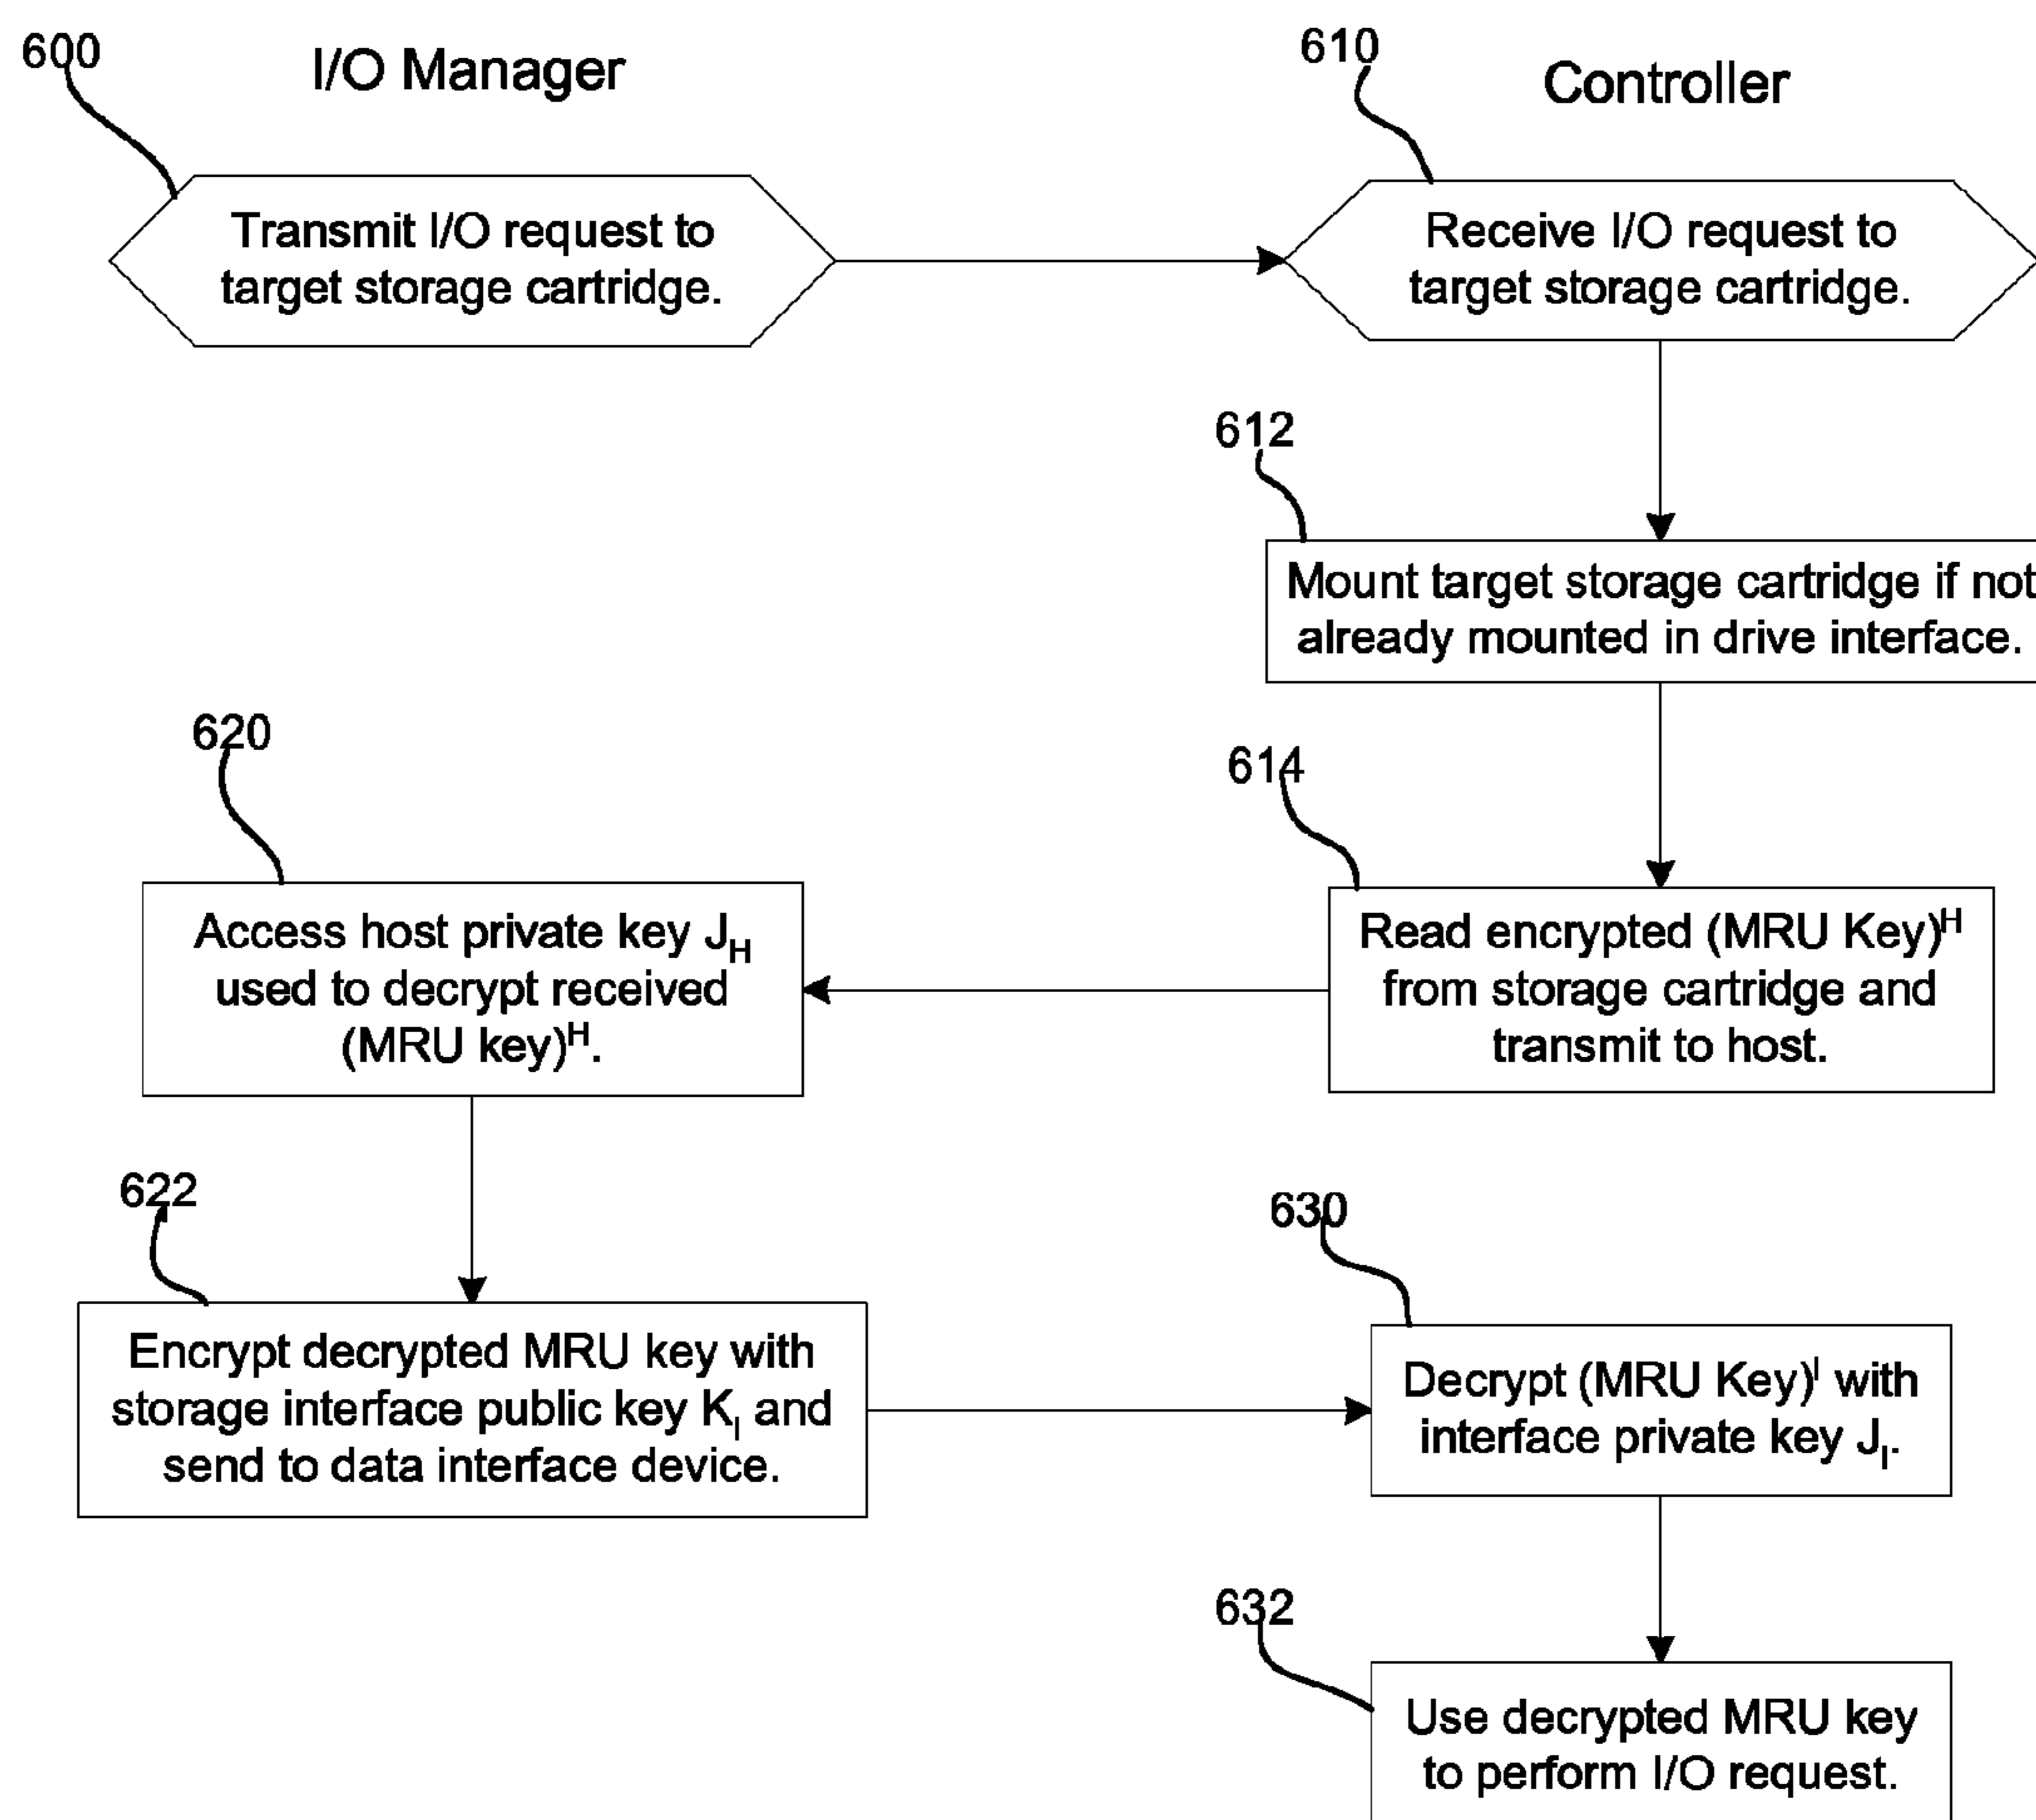 600
I/O Manager
610
Controller
Transmit I/O request to
target storage cartridge.
Receive I/O request to
target storage cartridge.
612
Mount target storage cartridge if not
already mounted in drive interface.
620
614
Access host private key J_H
used to decrypt received
(MRU key)^H.
Read encrypted (MRU Key)^H
from storage cartridge and
transmit to host.
622
630
Encrypt decrypted MRU key with
storage interface public key K_I and
send to data interface device.
Decrypt (MRU Key)^I with
interface private key J_I.
632
Use decrypted MRU key
to perform I/O request.